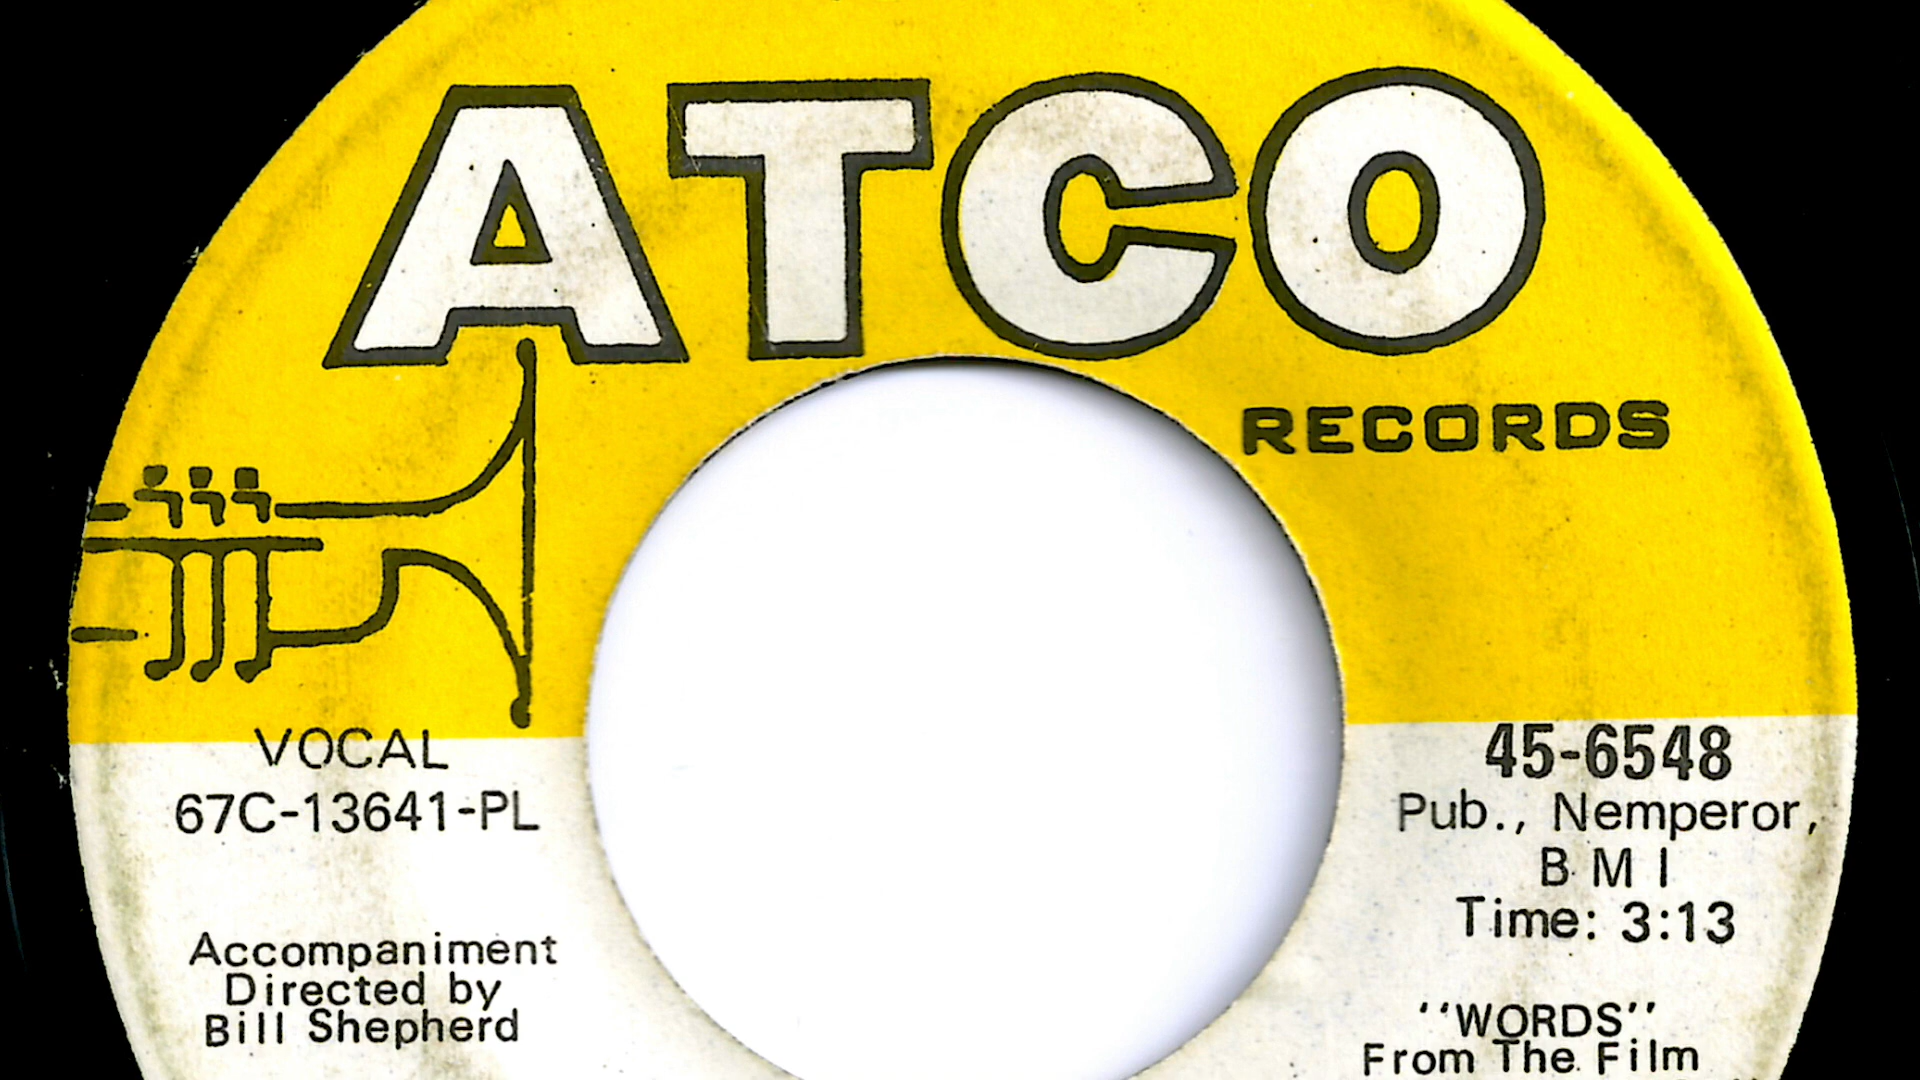 ATCO
RECORDS
VOCAL
67C-13641-PL
Accompaniment
Directed by
Bill Shepherd
45-6548
Pub., Nemperor,
B M I
Time: 3:13
"WORDS"
From The Film